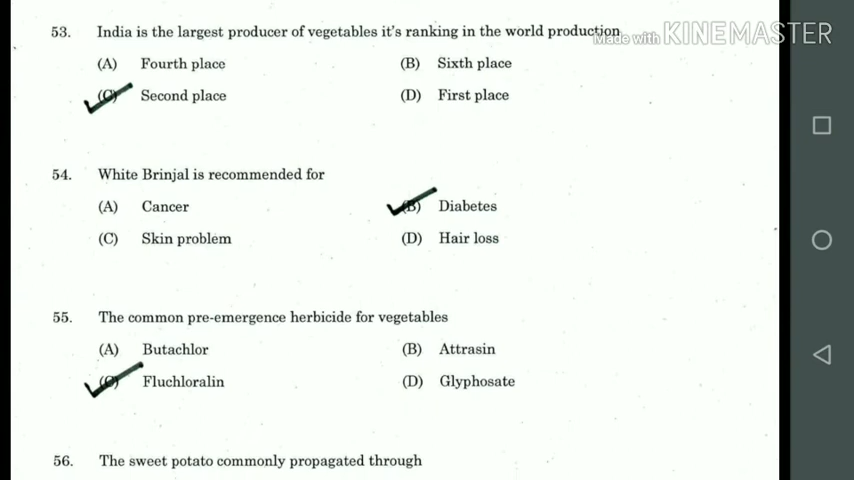 Made with KINEMASTER
53. India is the largest producer of vegetables it's ranking in the world production
(A) Fourth place (B) Sixth place
(C) Second place (D) First place
54. White Brinjal is recommended for
(A) Cancer (B) Diabetes
(C) Skin problem (D) Hair loss
55. The common pre-emergence herbicide for vegetables
(A) Butachlor (B) Attrasin
(C) Fluchloralin (D) Glyphosate
56. The sweet potato commonly propagated through